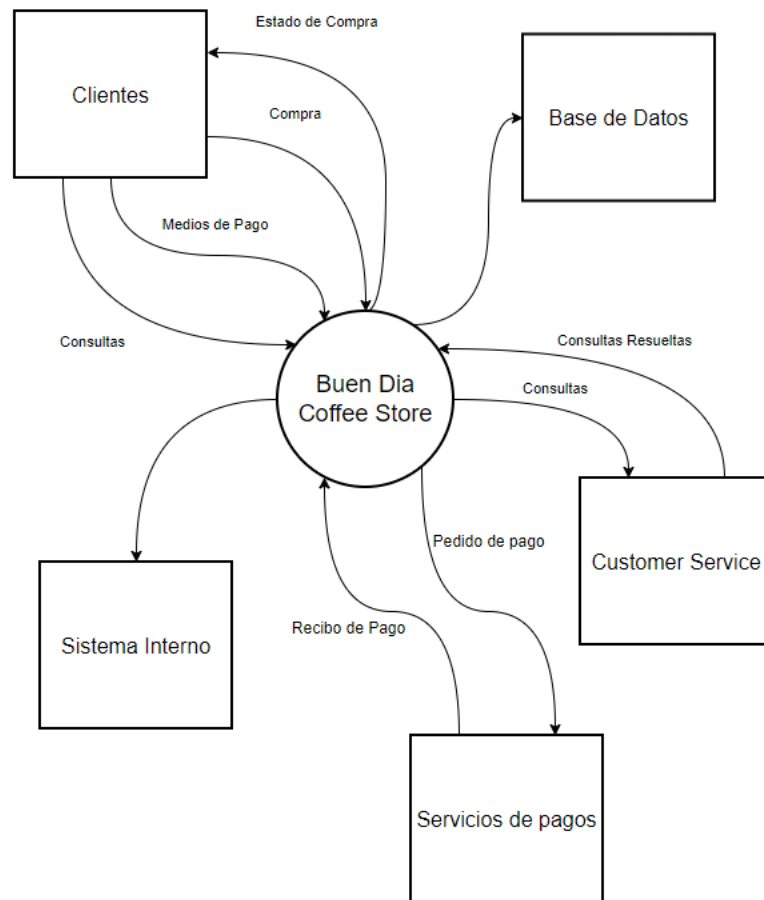 Estado de Compra
Clientes
Compra
Base de Datos
Medios de Pago
Consultas
Consultas Resueltas
Buen Dia
Coffee Store
Consultas
Pedido de pago
Customer Service
Recibo de Pago
Sistema Interno
Servicios de pagos